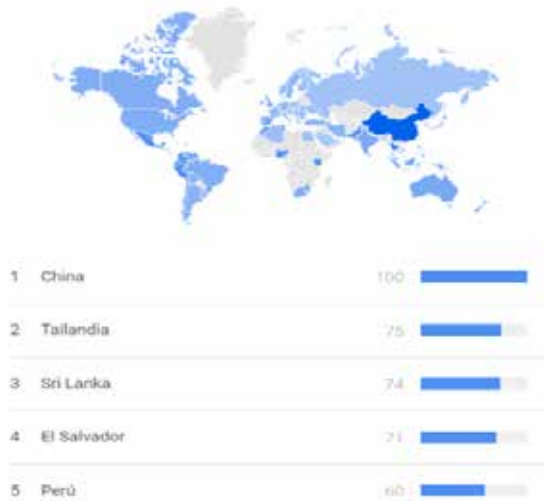 1 China 100
2 Tailandia 75
3 Sri Lanka 74
4 El Salvador 71
5 Perú 60